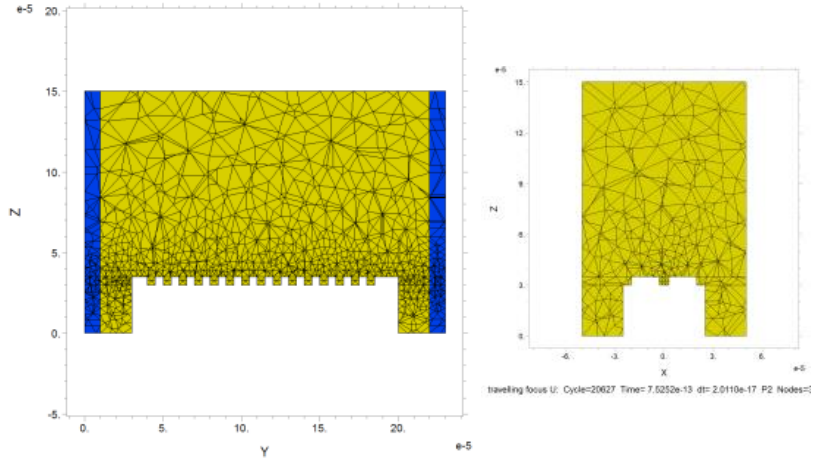 e-5
20.
15.
10.
5.
0.
-5.
Z
0.
5.
10.
15.
20.
e-5
Y
e-5
15.
12.
9.
6.
3.
0.
Z
-6.
-3.
0.
3.
6.
e-5
X
travelling focus U: Cycle=20627 Time= 7.5252e-13 dt= 2.0110e-17 P2 Nodes=